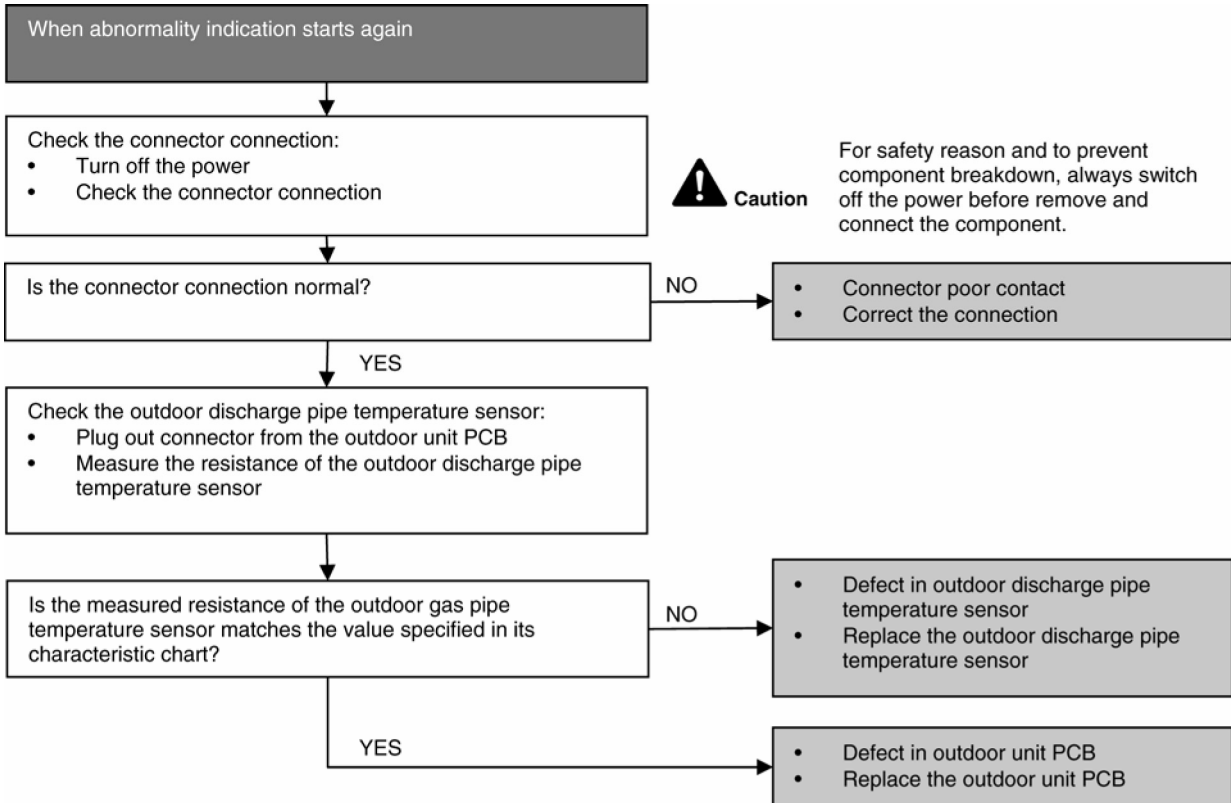 When abnormality indication starts again
Check the connector connection:
• Turn off the power
• Check the connector connection
Caution
For safety reason and to prevent
component breakdown, always switch
off the power before remove and
connect the component.
Is the connector connection normal?
NO
• Connector poor contact
• Correct the connection
YES
Check the outdoor discharge pipe temperature sensor:
• Plug out connector from the outdoor unit PCB
• Measure the resistance of the outdoor discharge pipe
temperature sensor
Is the measured resistance of the outdoor gas pipe
temperature sensor matches the value specified in its
characteristic chart?
NO
• Defect in outdoor discharge pipe
temperature sensor
• Replace the outdoor discharge pipe
temperature sensor
YES
• Defect in outdoor unit PCB
• Replace the outdoor unit PCB